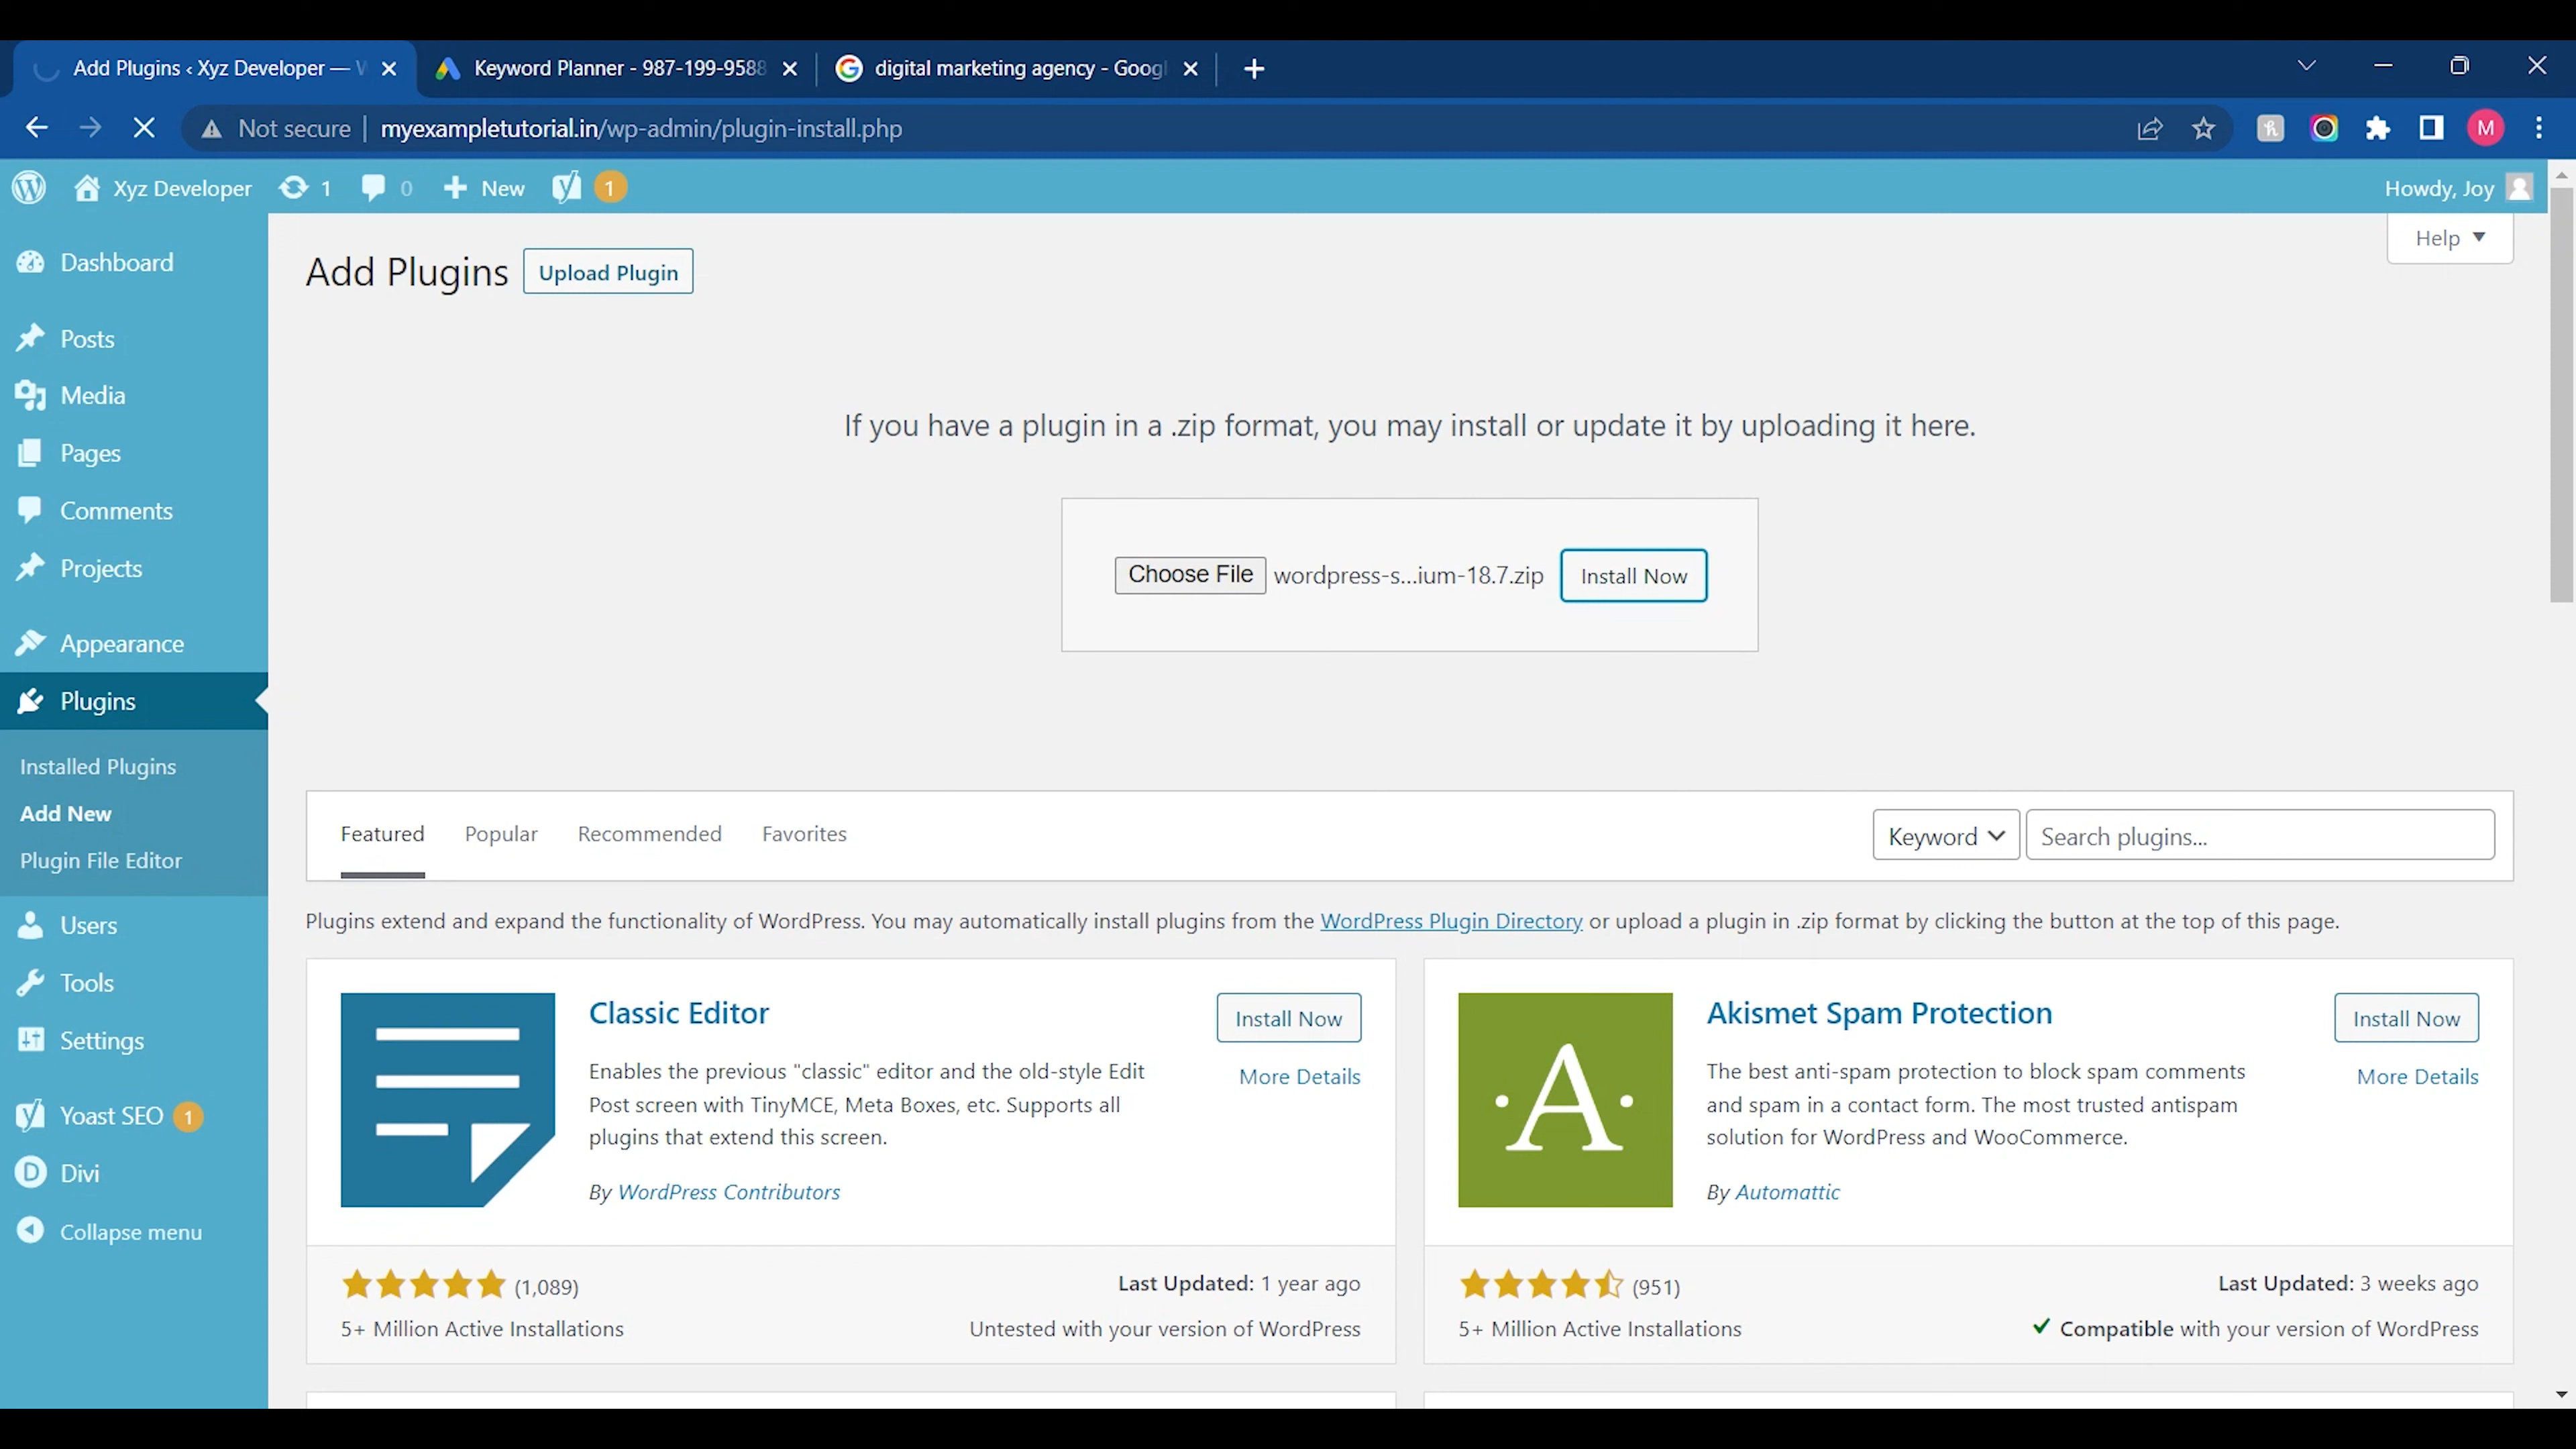 Add Plugins ‹ Xyz Developer — W
Keyword Planner - 987-199-9588
digital marketing agency - Googl
Not secure
myexampletutorial.in/wp-admin/plugin-install.php
M
Xyz Developer
1
0
New
1
Howdy, Joy
Help
Dashboard
Posts
Media
Pages
Comments
Projects
Appearance
Plugins
Installed Plugins
Add New
Plugin File Editor
Users
Tools
Settings
Yoast SEO 1
Divi
Collapse menu
Add Plugins
Upload Plugin
If you have a plugin in a .zip format, you may install or update it by uploading it here.
Choose File wordpress-s...ium-18.7.zip
Install Now
Featured
Popular
Recommended
Favorites
Keyword
Search plugins...
Plugins extend and expand the functionality of WordPress. You may automatically install plugins from the WordPress Plugin Directory or upload a plugin in .zip format by clicking the button at the top of this page.
Classic Editor
Install Now
More Details
Enables the previous "classic" editor and the old-style Edit
Post screen with TinyMCE, Meta Boxes, etc. Supports all
plugins that extend this screen.
By WordPress Contributors
(1,089)
5+ Million Active Installations
Last Updated: 1 year ago
Untested with your version of WordPress
A
Akismet Spam Protection
Install Now
More Details
The best anti-spam protection to block spam comments
and spam in a contact form. The most trusted antispam
solution for WordPress and WooCommerce.
By Automattic
(951)
5+ Million Active Installations
Last Updated: 3 weeks ago
Compatible with your version of WordPress